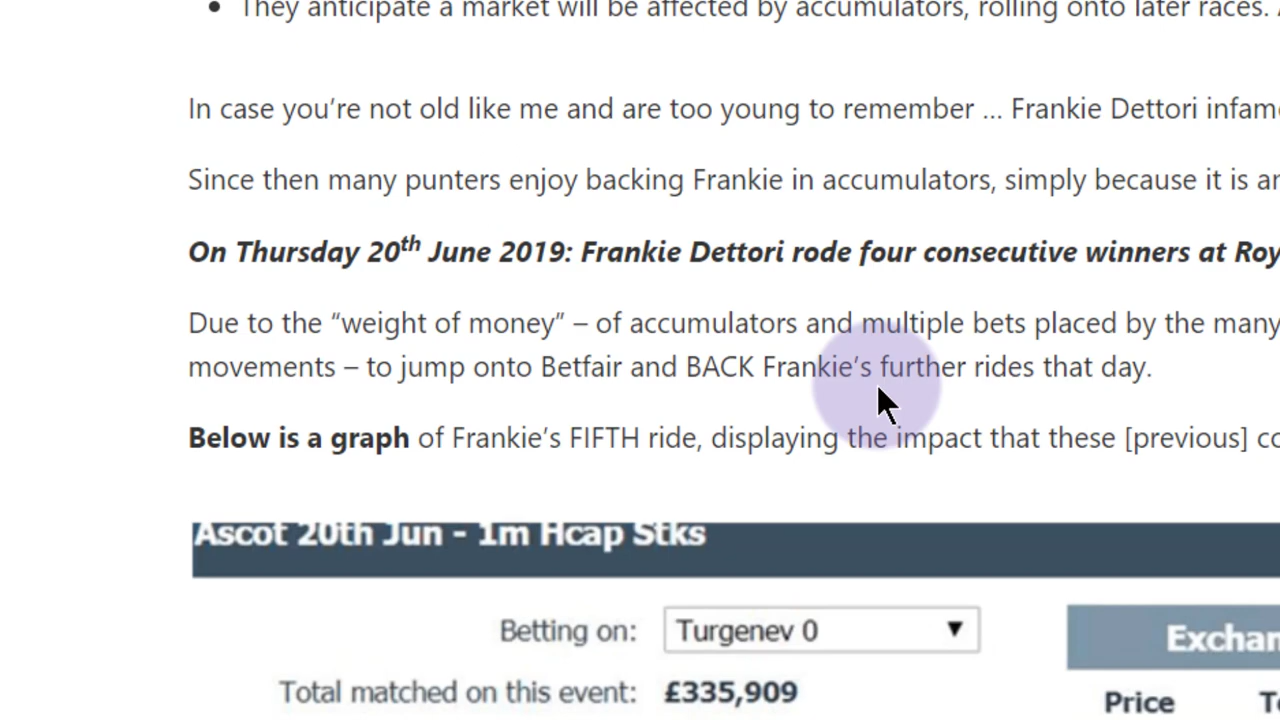 They anticipate a market will be affected by accumulators, rolling onto later races.
In case you’re not old like me and are too young to remember … Frankie Dettori
Since then many punters enjoy backing Frankie in accumulators, simply because it is
On Thursday 20th June 2019: Frankie Dettori rode four consecutive winners at
Due to the “weight of money” – of accumulators and multiple bets placed by the many
movements – to jump onto Betfair and BACK Frankie’s further rides that day.
Below is a graph of Frankie’s FIFTH ride, displaying the impact that these [previous]
Ascot 20th Jun - 1m Hcap Stks
Betting on: Turgenev 0
Total matched on this event: £335,909
Price